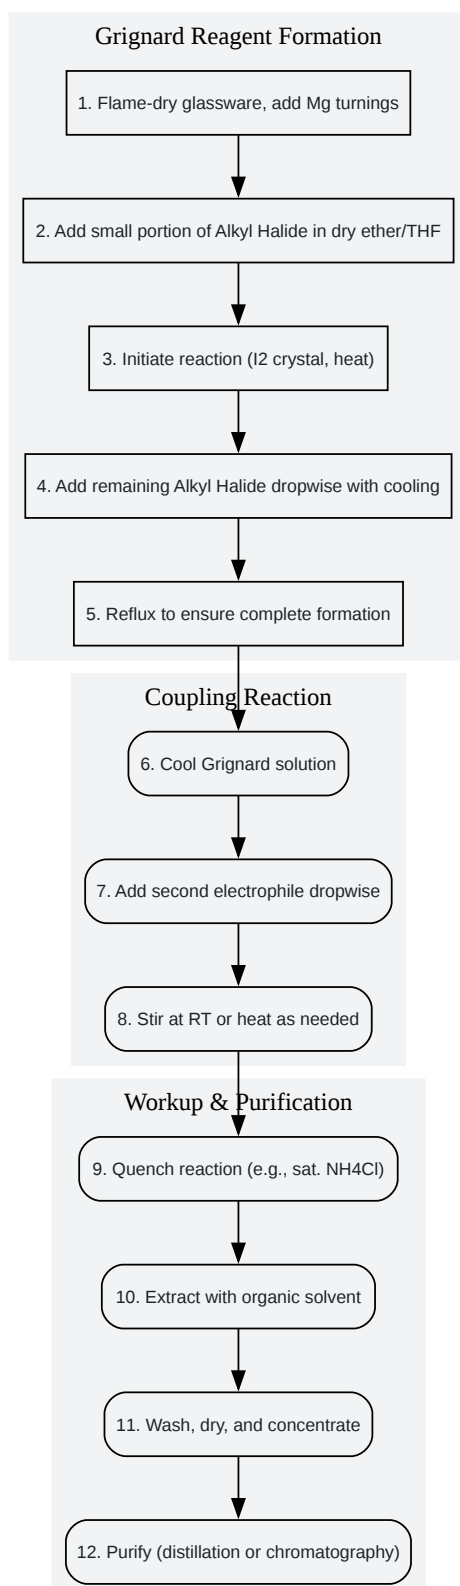 Grignard Reagent Formation
1. Flame-dry glassware, add Mg turnings
2. Add small portion of Alkyl Halide in dry ether/THF
3. Initiate reaction (I2 crystal, heat)
4. Add remaining Alkyl Halide dropwise with cooling
5. Reflux to ensure complete formation
Coupling Reaction
6. Cool Grignard solution
7. Add second electrophile dropwise
8. Stir at RT or heat as needed
Workup & Purification
9. Quench reaction (e.g., sat. NH4Cl)
10. Extract with organic solvent
11. Wash, dry, and concentrate
12. Purify (distillation or chromatography)